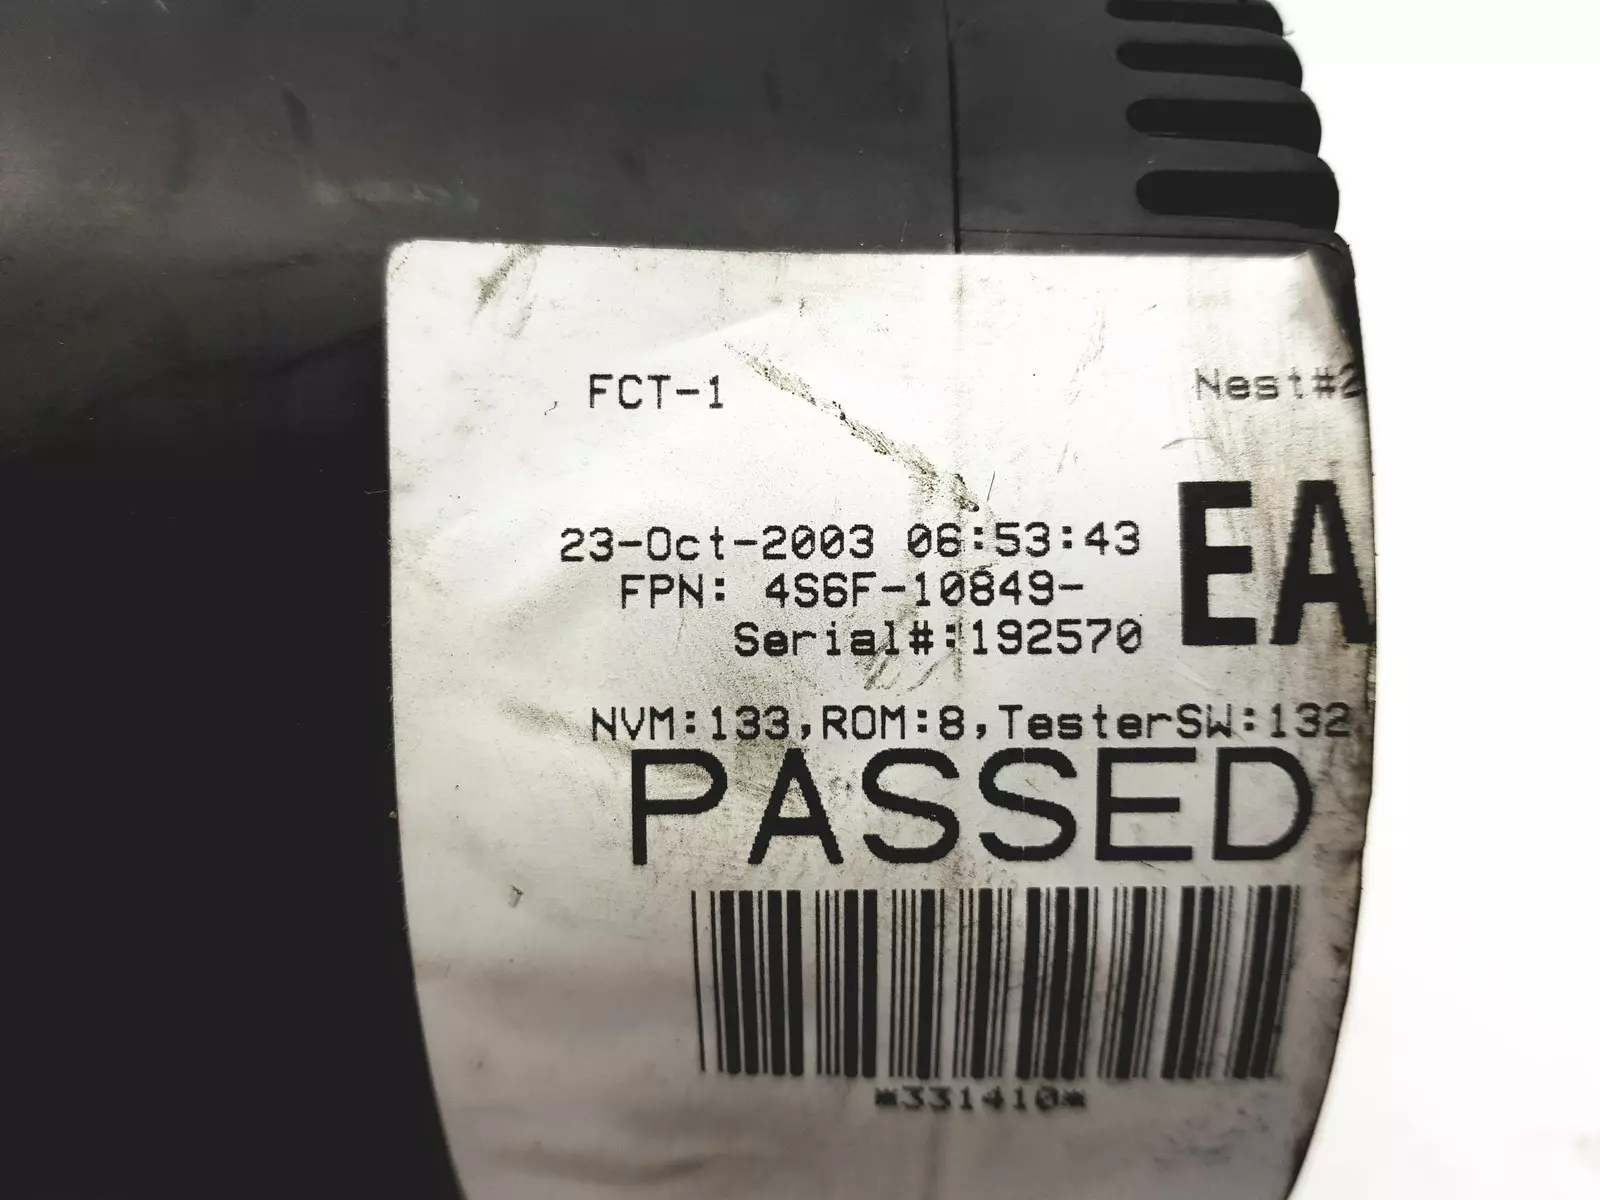 FCT-1 Nest#2
23-Oct-2003 06:53:43
FPN: 4S6F-10849- EA
Serial#:192570
NVM:133,ROM:8,TesterSW:132
PASSED
*331410*